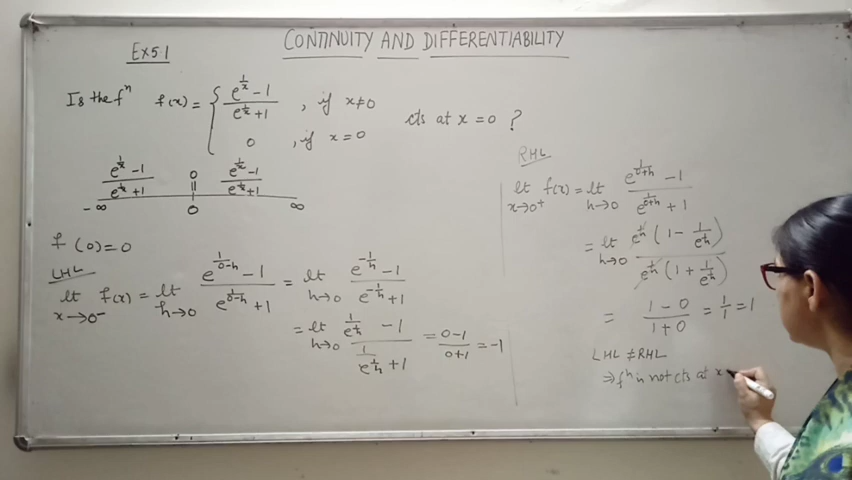 CONTINUITY AND DIFFERENTIABILITY
Ex 5.1
Is the fⁿ f(x) = { (e^(1/x) - 1)/(e^(1/x) + 1) , if x≠0
0 , if x = 0
cts at x = 0 ?
(e^(1/x) - 1)/(e^(1/x) + 1) 0 || (e^(1/x) - 1)/(e^(1/x) + 1)
-∞ 0 ∞
f(0) = 0
LHL
lt x→0⁻ f(x) = lt h→0 (e^(1/(0-h)) - 1)/(e^(1/(0-h)) + 1) = lt h→0 (e^(-1/h) - 1)/(e^(-1/h) + 1)
= lt h→0 (1/e^(1/h) - 1)/(1/e^(1/h) + 1) = (0-1)/(0+1) = -1
RHL
lt x→0⁺ f(x) = lt h→0 (e^(1/(0+h)) - 1)/(e^(1/(0+h)) + 1)
= lt h→0 e^(1/h) (1 - 1/e^(1/h)) / e^(1/h) (1 + 1/e^(1/h))
= (1-0)/(1+0) = 1/1 = 1
LHL ≠ RHL
⇒ fⁿ is not cts at x